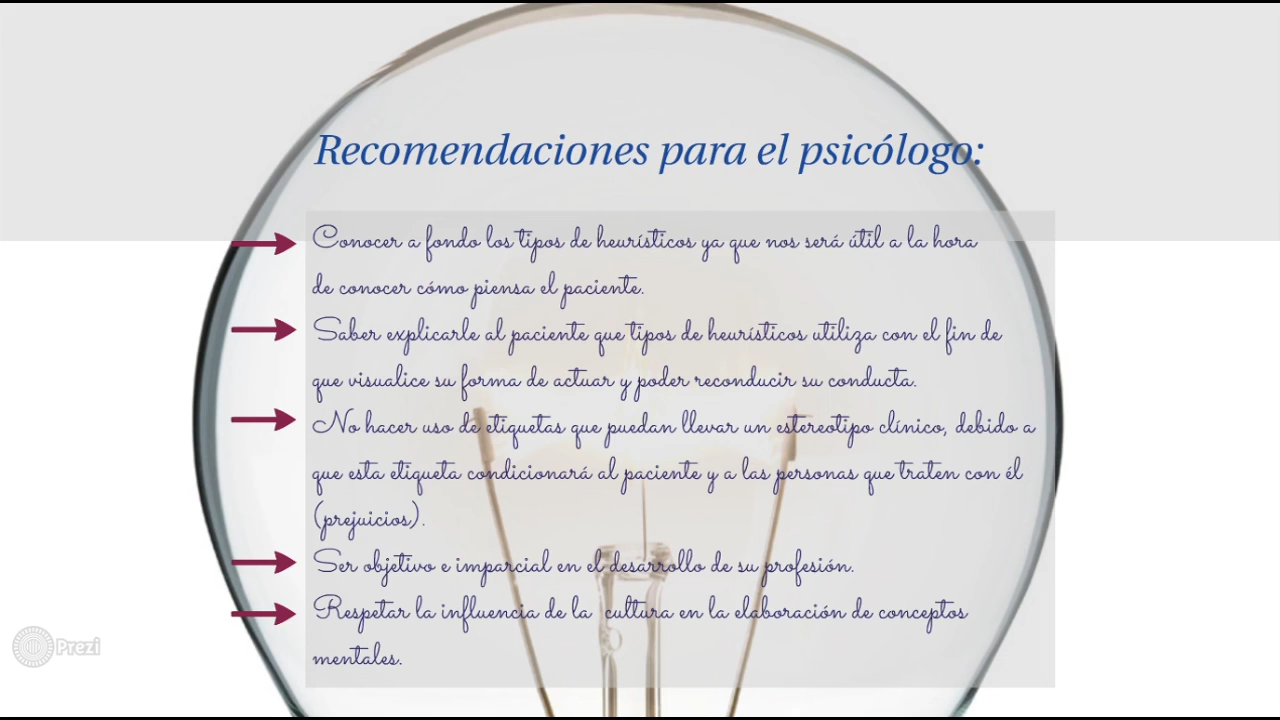 Recomendaciones para el psicólogo:
Conocer a fondo los tipos de heurísticos ya que nos será útil a la hora
de conocer cómo piensa el paciente.
Saber explicarle al paciente que tipos de heurísticos utiliza con el fin de
que visualice su forma de actuar y poder reconducir su conducta.
No hacer uso de etiquetas que puedan llevar un estereotipo clínico, debido a
que esta etiqueta condicionará al paciente y a las personas que traten con él
(prejuicios).
Ser objetivo e imparcial en el desarrollo de su profesión.
Respetar la influencia de la cultura en la elaboración de conceptos
mentales.
Prezi